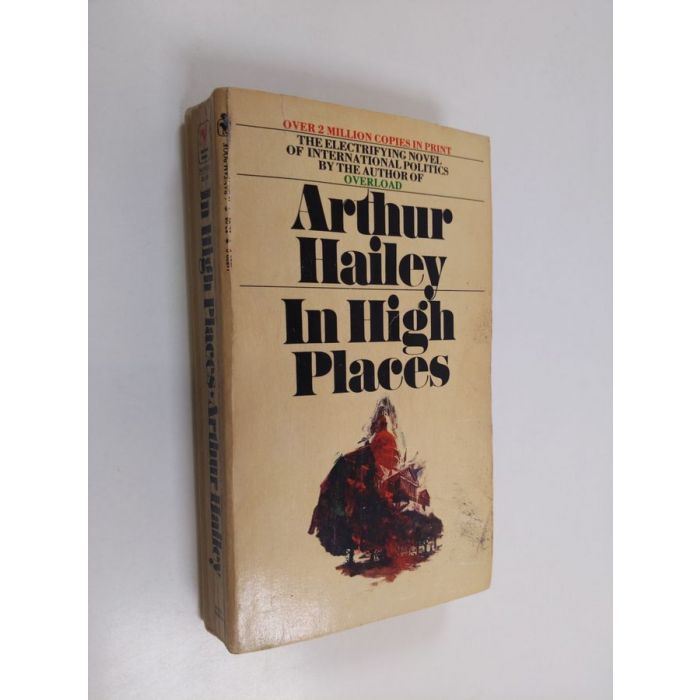 OVER 2 MILLION COPIES IN PRINT
THE ELECTRIFYING NOVEL
OF INTERNATIONAL POLITICS
BY THE AUTHOR OF
OVERLOAD
Arthur
Hailey
In High
Places
In High Places • Arthur Hailey